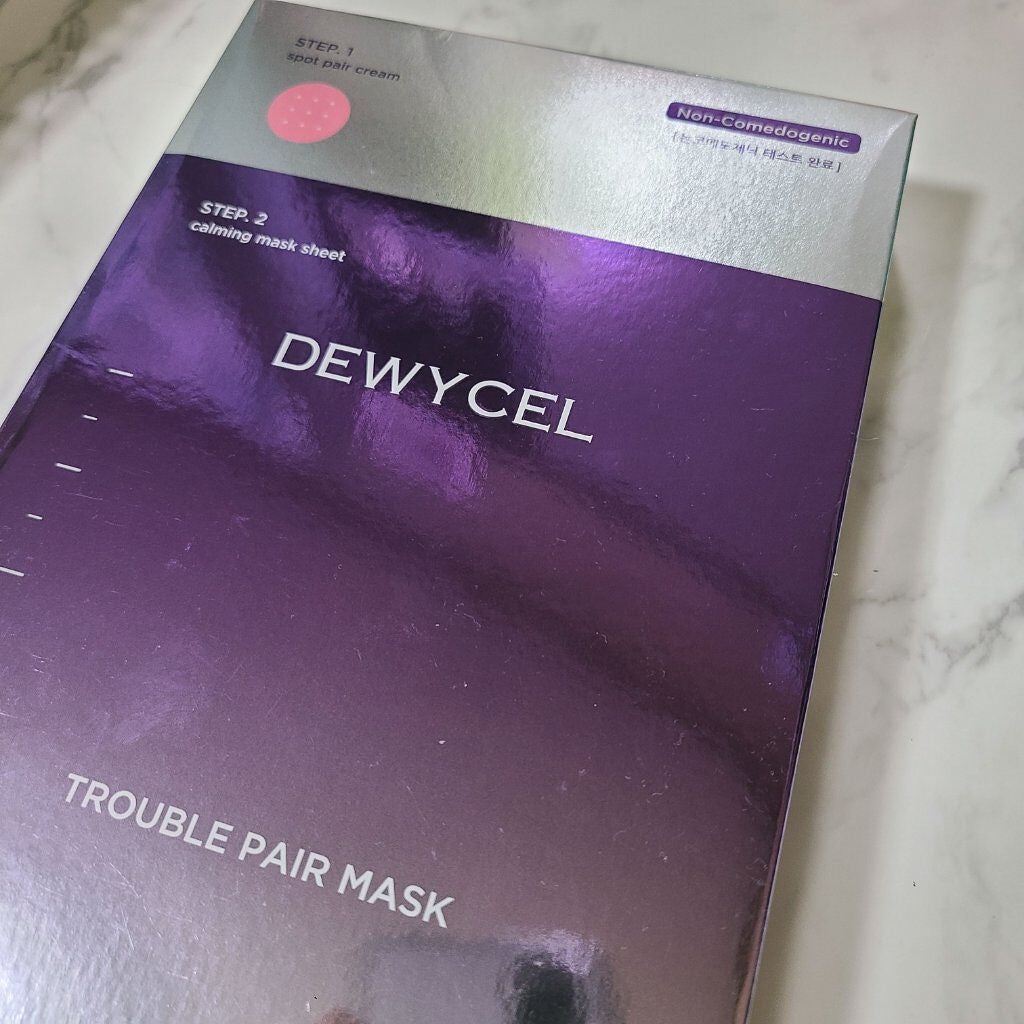 STEP. 1
spot pair cream
Non-Comedogenic
[논코메도제닉 테스트 완료]
STEP. 2
calming mask sheet
DEWYCEL
TROUBLE PAIR MASK